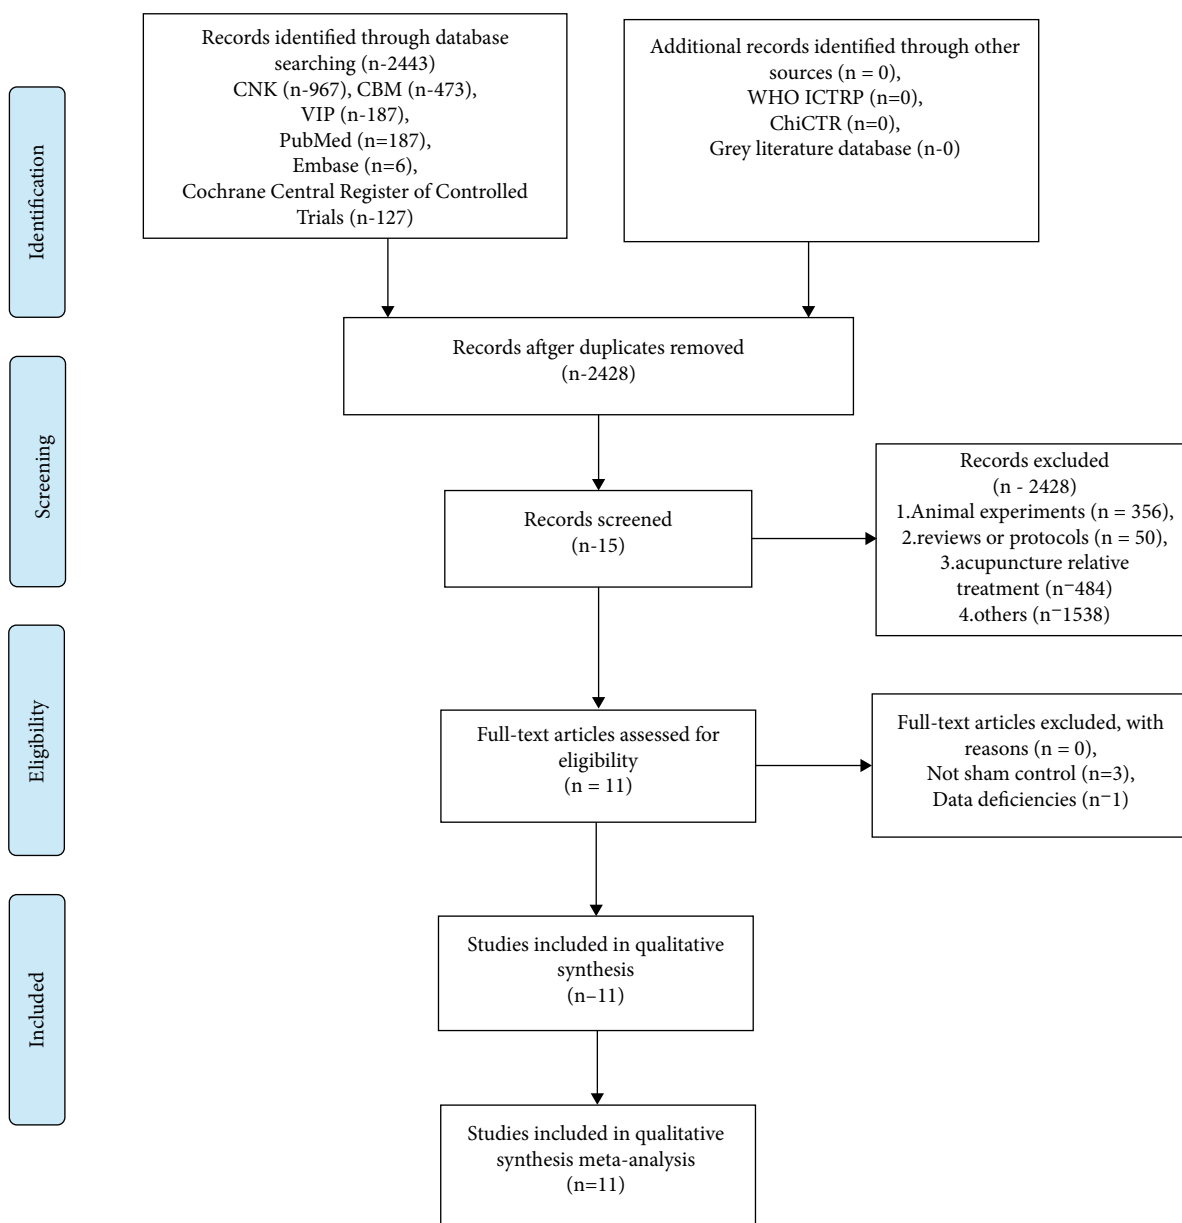 Records identified through database
searching (n-2443)
CNK (n-967), CBM (n-473),
VIP (n-187),
PubMed (n=187),
Embase (n=6),
Cochrane Central Register of Controlled
Trials (n-127)
Additional records identified through other
sources (n = 0),
WHO ICTRP (n=0),
ChiCTR (n=0),
Grey literature database (n-0)
Identification
Records aftger duplicates removed
(n-2428)
Screening
Records screened
(n-15)
Records excluded
(n - 2428)
1.Animal experiments (n = 356),
2.reviews or protocols (n = 50),
3.acupuncture relative
treatment (n–484)
4.others (n–1538)
Eligibility
Full-text articles assessed for
eligibility
(n = 11)
Full-text articles excluded, with
reasons (n = 0),
Not sham control (n=3),
Data deficiencies (n–1)
Included
Studies included in qualitative
synthesis
(n–11)
Studies included in qualitative
synthesis meta-analysis
(n=11)